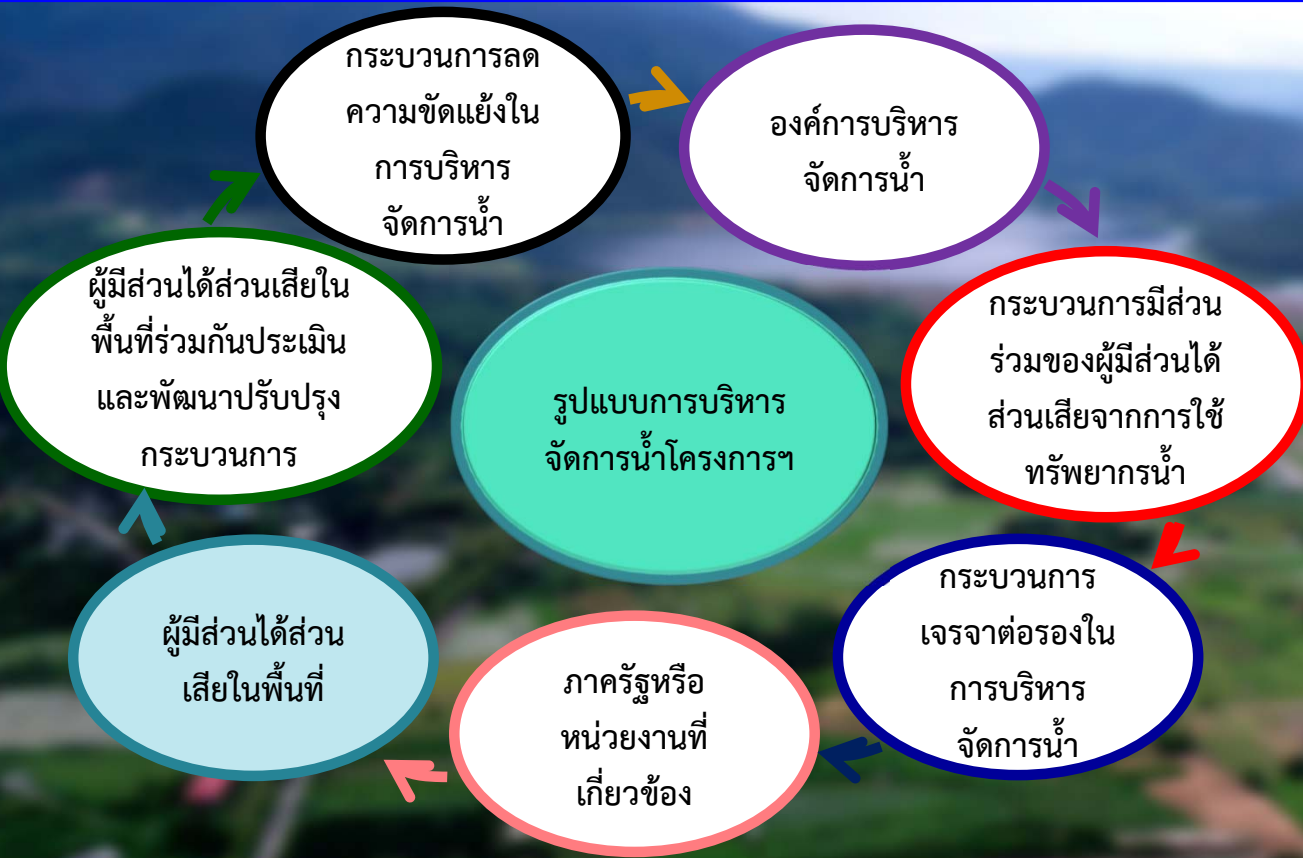 กระบวนการลด
ความขัดแย้งใน
การบริหาร
จัดการน้ำ
องค์การบริหาร
จัดการน้ำ
กระบวนการมีส่วน
ร่วมของผู้มีส่วนได้
ส่วนเสียจากการใช้
ทรัพยากรน้ำ
กระบวนการ
เจรจาต่อรองใน
การบริหาร
จัดการน้ำ
ภาครัฐหรือ
หน่วยงานที่
เกี่ยวข้อง
ผู้มีส่วนได้ส่วน
เสียในพื้นที่
ผู้มีส่วนได้ส่วนเสียใน
พื้นที่ร่วมกันประเมิน
และพัฒนาปรับปรุง
กระบวนการ
รูปแบบการบริหาร
จัดการน้ำโครงการฯ